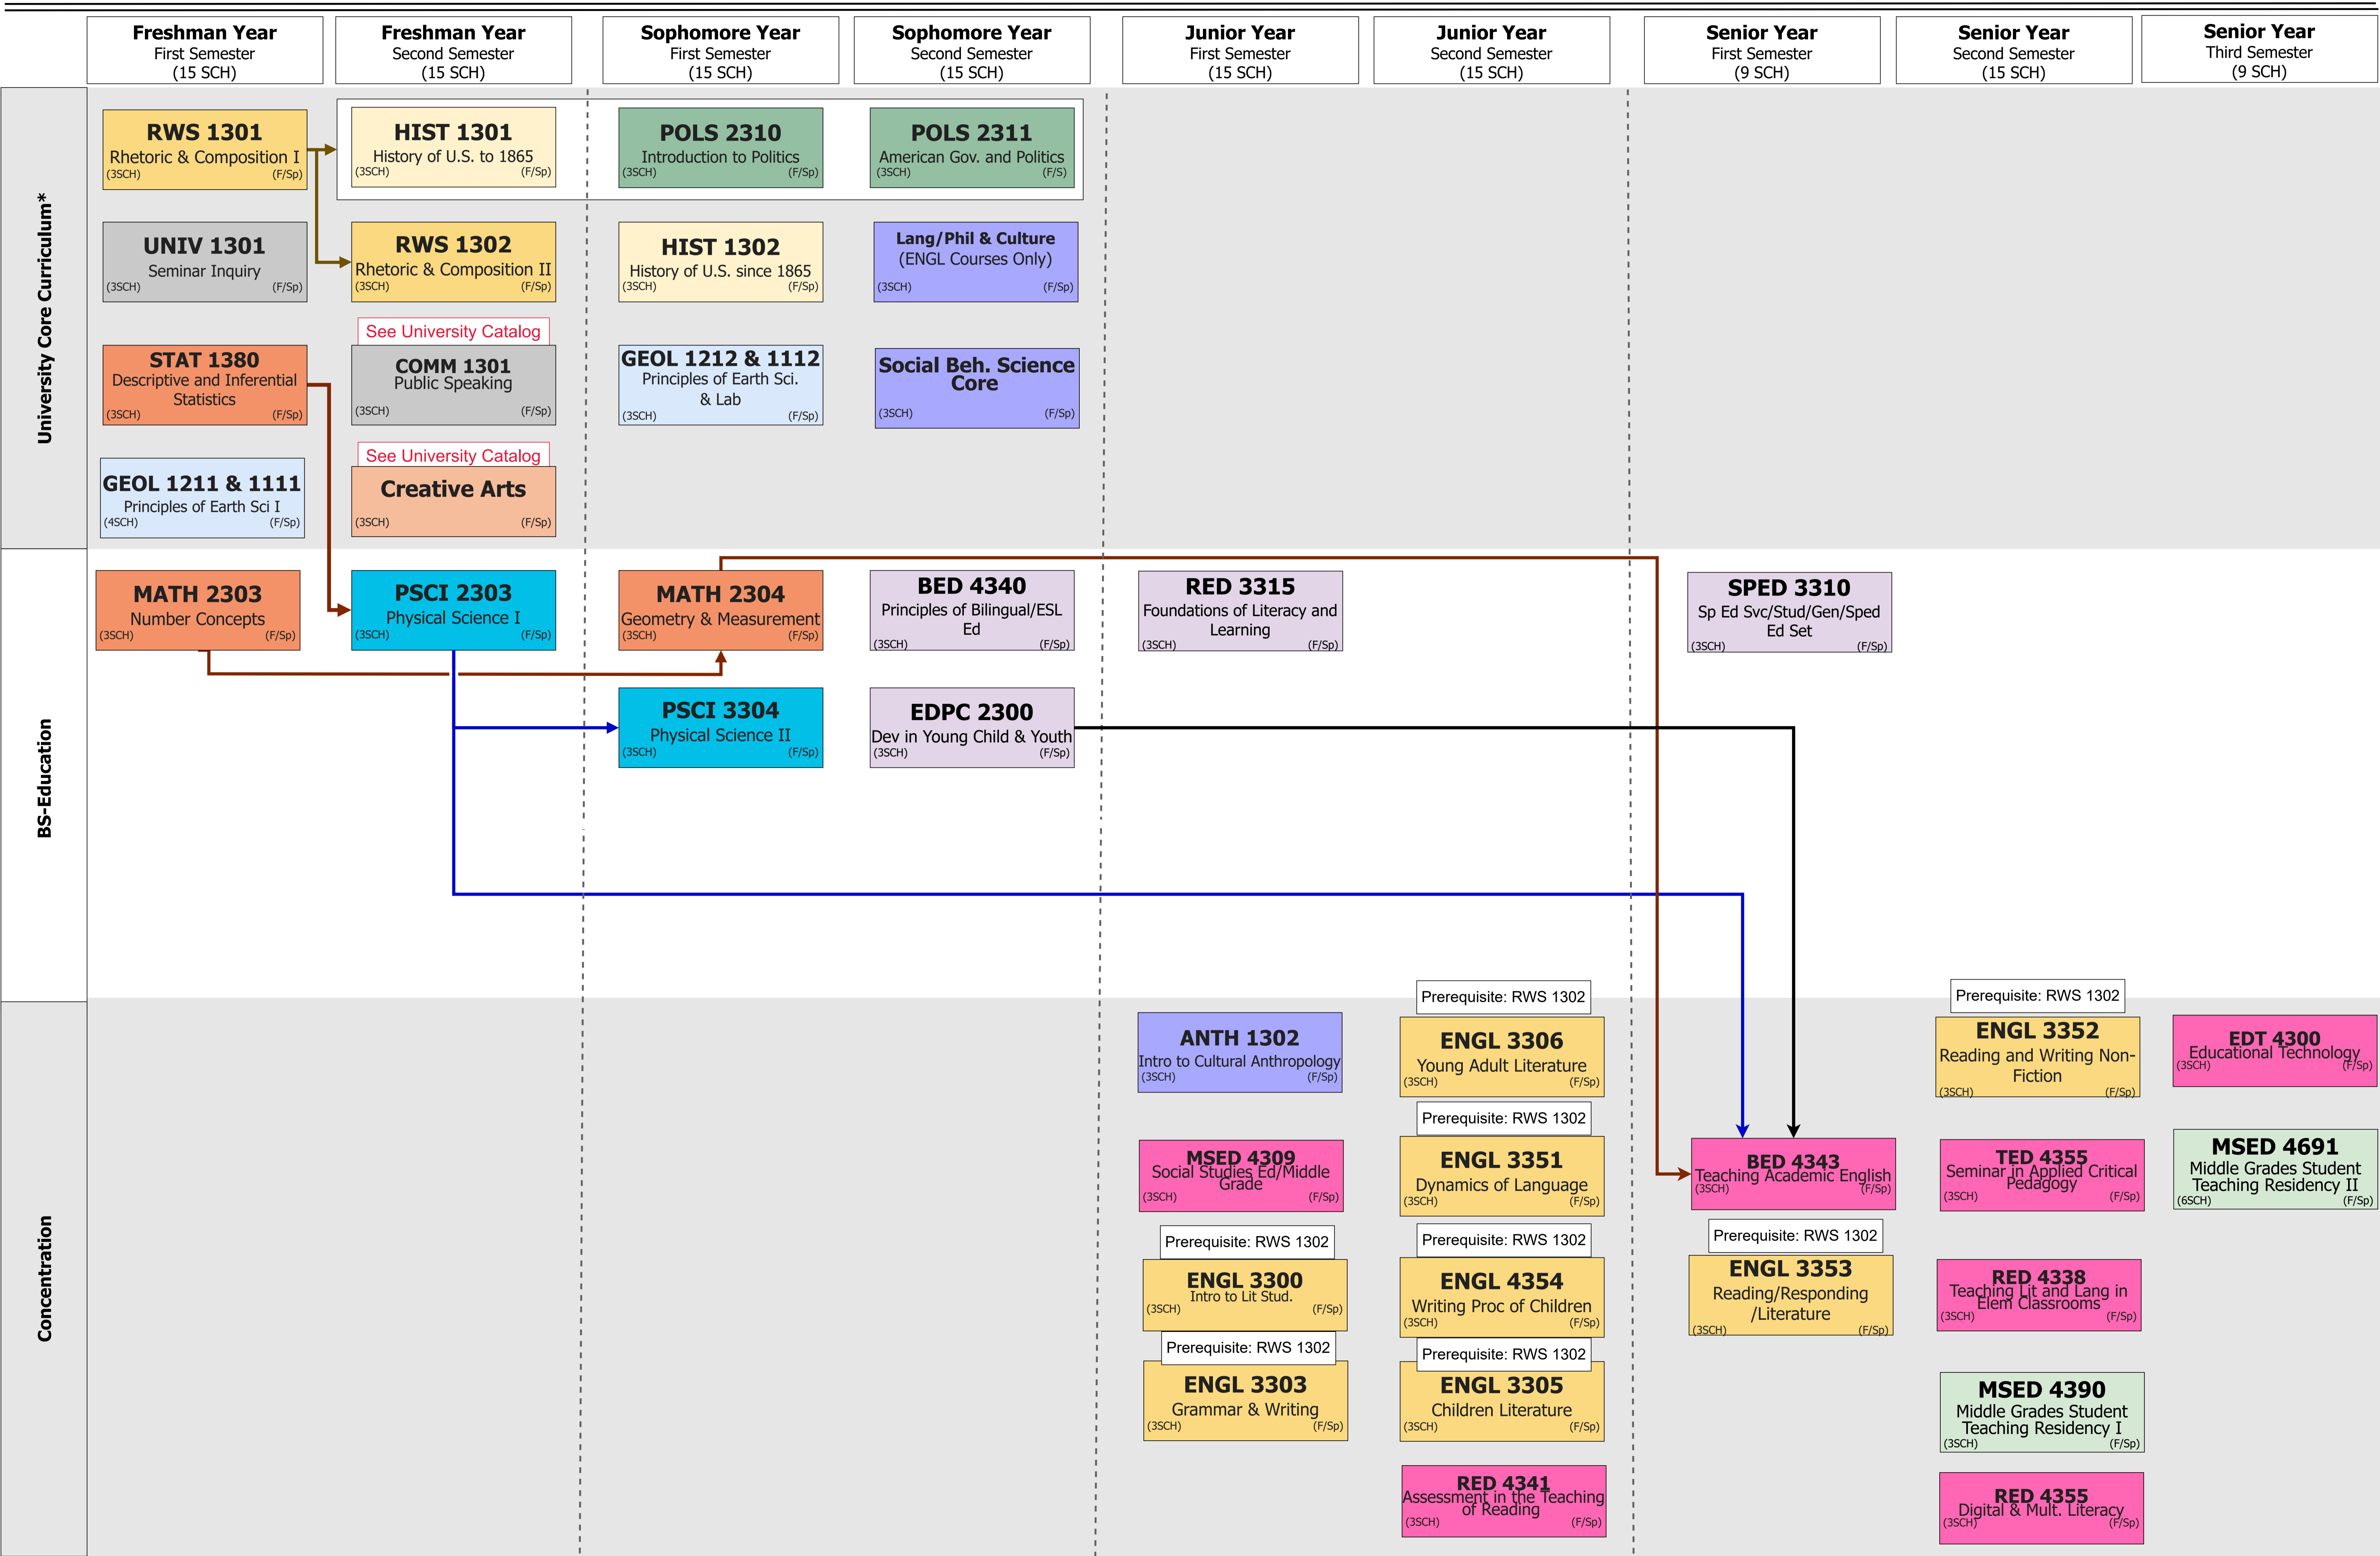 Freshman Year
First Semester
(15 SCH)
Freshman Year
Second Semester
(15 SCH)
Sophomore Year
First Semester
(15 SCH)
Sophomore Year
Second Semester
(15 SCH)
Junior Year
First Semester
(15 SCH)
Junior Year
Second Semester
(15 SCH)
Senior Year
First Semester
(9 SCH)
Senior Year
Second Semester
(15 SCH)
Senior Year
Third Semester
(9 SCH)
University Core Curriculum*
RWS 1301
Rhetoric & Composition I
(3SCH) (F/Sp)
HIST 1301
History of U.S. to 1865
(3SCH) (F/Sp)
POLS 2310
Introduction to Politics
(3SCH) (F/Sp)
POLS 2311
American Gov. and Politics
(3SCH) (F/S)
UNIV 1301
Seminar Inquiry
(3SCH) (F/Sp)
RWS 1302
Rhetoric & Composition II
(3SCH) (F/Sp)
HIST 1302
History of U.S. since 1865
(3SCH) (F/Sp)
Lang/Phil & Culture
(ENGL Courses Only)
(3SCH) (F/Sp)
STAT 1380
Descriptive and Inferential
Statistics
(3SCH) (F/Sp)
See University Catalog
COMM 1301
Public Speaking
(3SCH) (F/Sp)
GEOL 1212 & 1112
Principles of Earth Sci.
& Lab
(3SCH) (F/Sp)
Social Beh. Science
Core
(3SCH) (F/Sp)
GEOL 1211 & 1111
Principles of Earth Sci I
(4SCH) (F/Sp)
See University Catalog
Creative Arts
(3SCH) (F/Sp)
BS-Education
MATH 2303
Number Concepts
(3SCH) (F/Sp)
PSCI 2303
Physical Science I
(3SCH) (F/Sp)
MATH 2304
Geometry & Measurement
(3SCH) (F/Sp)
BED 4340
Principles of Bilingual/ESL
Ed
(3SCH) (F/Sp)
RED 3315
Foundations of Literacy and
Learning
(3SCH) (F/Sp)
SPED 3310
Sp Ed Svc/Stud/Gen/Sped
Ed Set
(3SCH) (F/Sp)
PSCI 3304
Physical Science II
(3SCH) (F/Sp)
EDPC 2300
Dev in Young Child & Youth
(3SCH) (F/Sp)
Concentration
ANTH 1302
Intro to Cultural Anthropology
(3SCH) (F/Sp)
Prerequisite: RWS 1302
ENGL 3306
Young Adult Literature
(3SCH) (F/Sp)
Prerequisite: RWS 1302
ENGL 3352
Reading and Writing Non-
Fiction
(3SCH) (F/Sp)
EDT 4300
Educational Technology
(3SCH) (F/Sp)
MSED 4309
Social Studies Ed/Middle
Grade
(3SCH) (F/Sp)
Prerequisite: RWS 1302
ENGL 3351
Dynamics of Language
(3SCH) (F/Sp)
BED 4343
Teaching Academic English
(3SCH) (F/Sp)
TED 4355
Seminar in Applied Critical
Pedagogy
(3SCH) (F/Sp)
MSED 4691
Middle Grades Student
Teaching Residency II
(6SCH) (F/Sp)
Prerequisite: RWS 1302
ENGL 3300
Intro to Lit Stud.
(3SCH) (F/Sp)
Prerequisite: RWS 1302
ENGL 4354
Writing Proc of Children
(3SCH) (F/Sp)
Prerequisite: RWS 1302
ENGL 3353
Reading/Responding
/Literature
(3SCH) (F/Sp)
RED 4338
Teaching Lit and Lang in
Elem Classrooms
(3SCH) (F/Sp)
Prerequisite: RWS 1302
ENGL 3303
Grammar & Writing
(3SCH) (F/Sp)
Prerequisite: RWS 1302
ENGL 3305
Children Literature
(3SCH) (F/Sp)
MSED 4390
Middle Grades Student
Teaching Residency I
(3SCH) (F/Sp)
RED 4341
Assessment in the Teaching
of Reading
(3SCH) (F/Sp)
RED 4355
Digital & Mult. Literacy
(3SCH) (F/Sp)